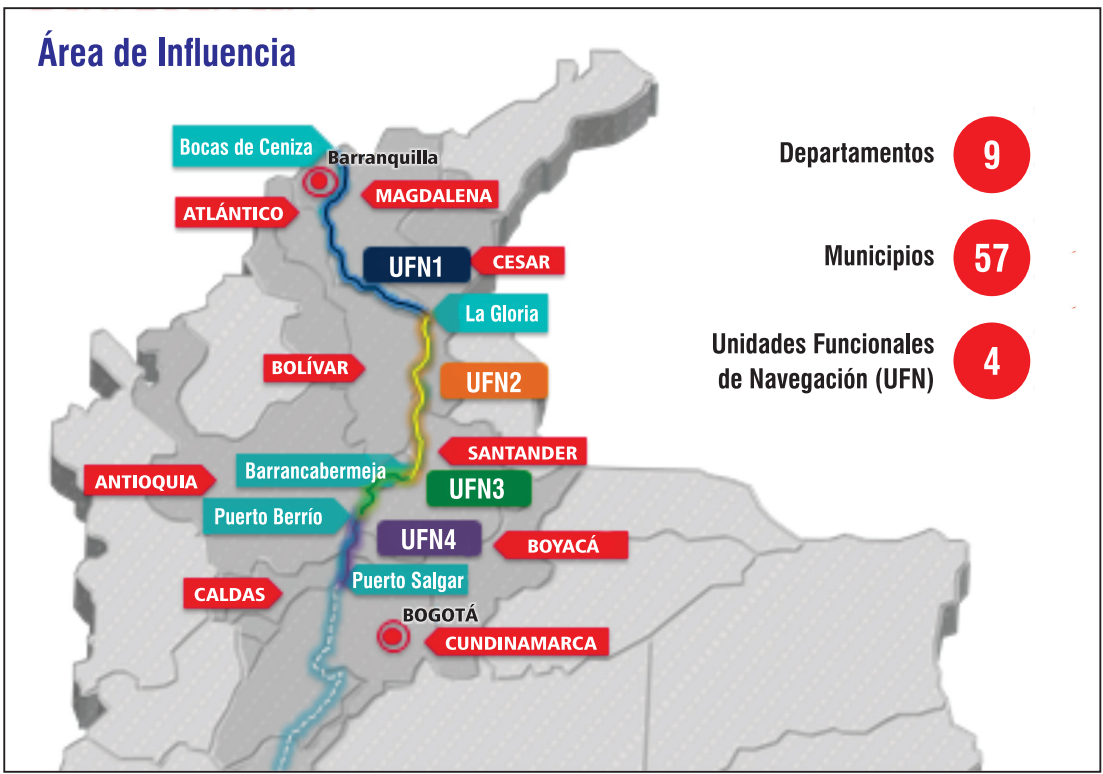 Área de Influencia
Bocas de Ceniza
Barranquilla
MAGDALENA
ATLÁNTICO
UFN1
CESAR
La Gloria
BOLÍVAR
UFN2
SANTANDER
Barrancabermeja
ANTIOQUIA
UFN3
Puerto Berrío
UFN4
BOYACÁ
Puerto Salgar
CALDAS
BOGOTÁ
CUNDINAMARCA
Departamentos
9
Municipios
57
Unidades Funcionales
de Navegación (UFN)
4